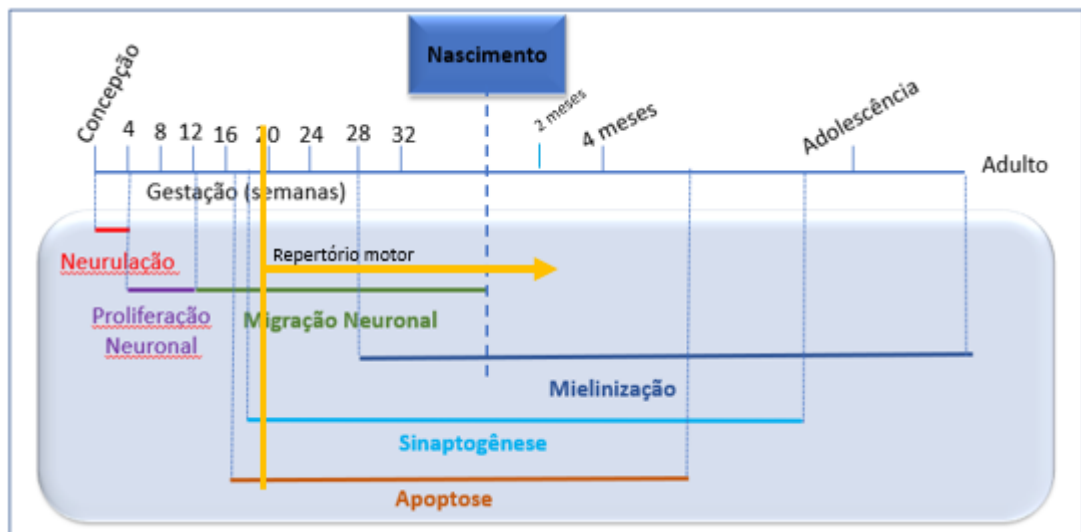 Nascimento
Concepção
4 8 12 16 20 24 28 32
2 meses
4 meses
Adolescência
Adulto
Gestação (semanas)
Repertório motor
Neurulação
Proliferação
Neuronal
Migração Neuronal
Mielinização
Sinaptogênese
Apoptose